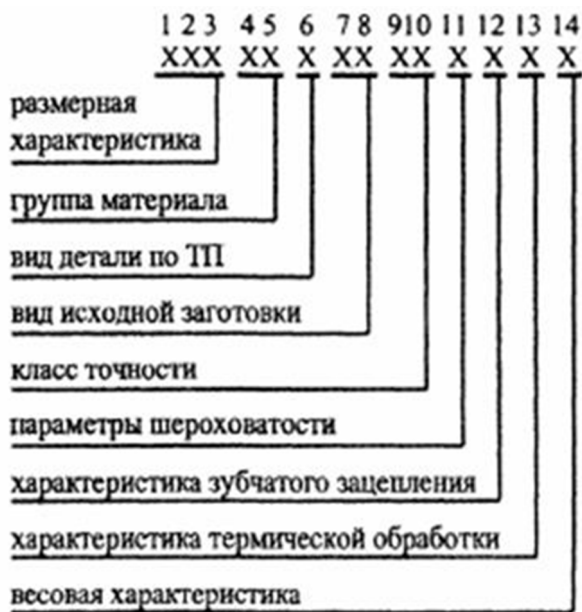 1 2 3 4 5 6 7 8 9 10 11 12 13 14
XXX XX X XX XX X X X X
размерная
характеристика
группа материала
вид детали по ТП
вид исходной заготовки
класс точности
параметры шероховатости
характеристика зубчатого зацепления
характеристика термической обработки
весовая характеристика